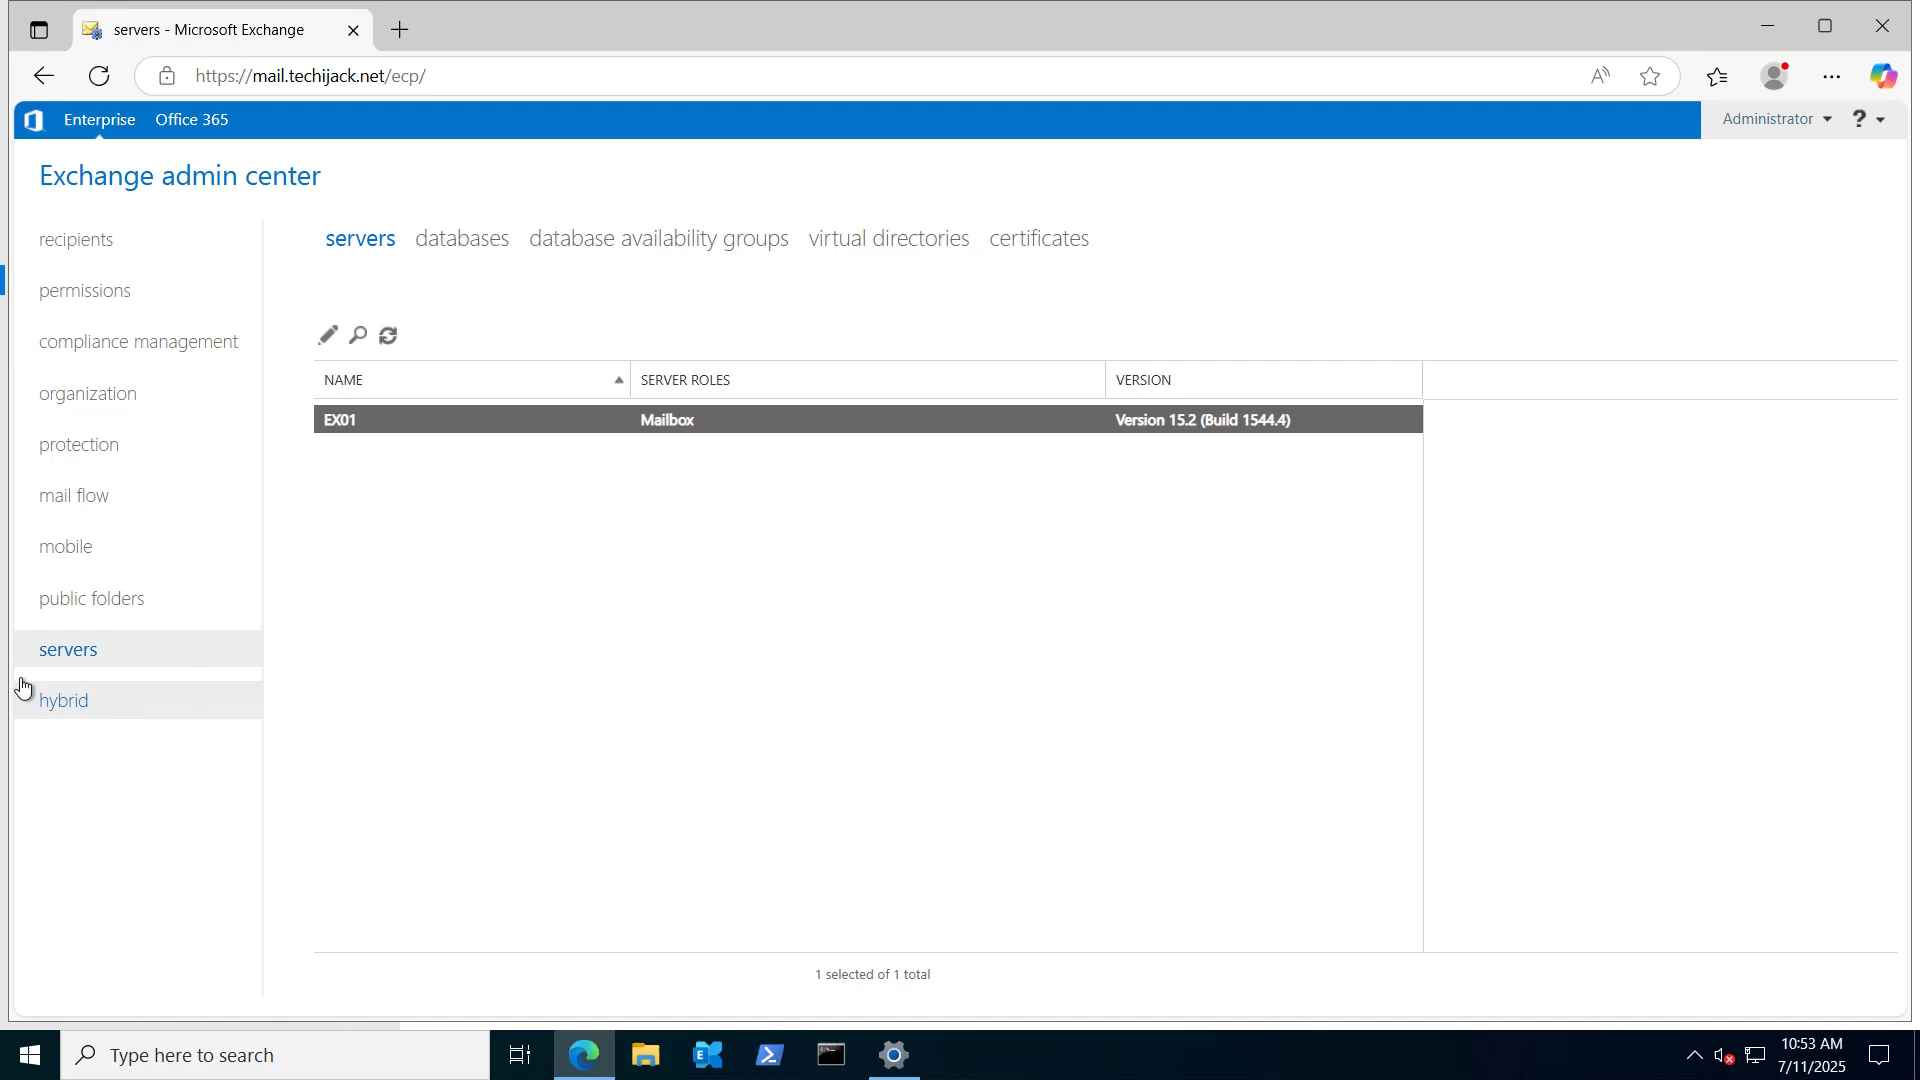 servers - Microsoft Exchange
https://mail.techijack.net/ecp/
Enterprise Office 365
Administrator ?
Exchange admin center
recipients
permissions
compliance management
organization
protection
mail flow
mobile
public folders
servers
hybrid
servers databases database availability groups virtual directories certificates
NAME SERVER ROLES VERSION
EX01 Mailbox Version 15.2 (Build 1544.4)
1 selected of 1 total
Type here to search
10:53 AM
7/11/2025